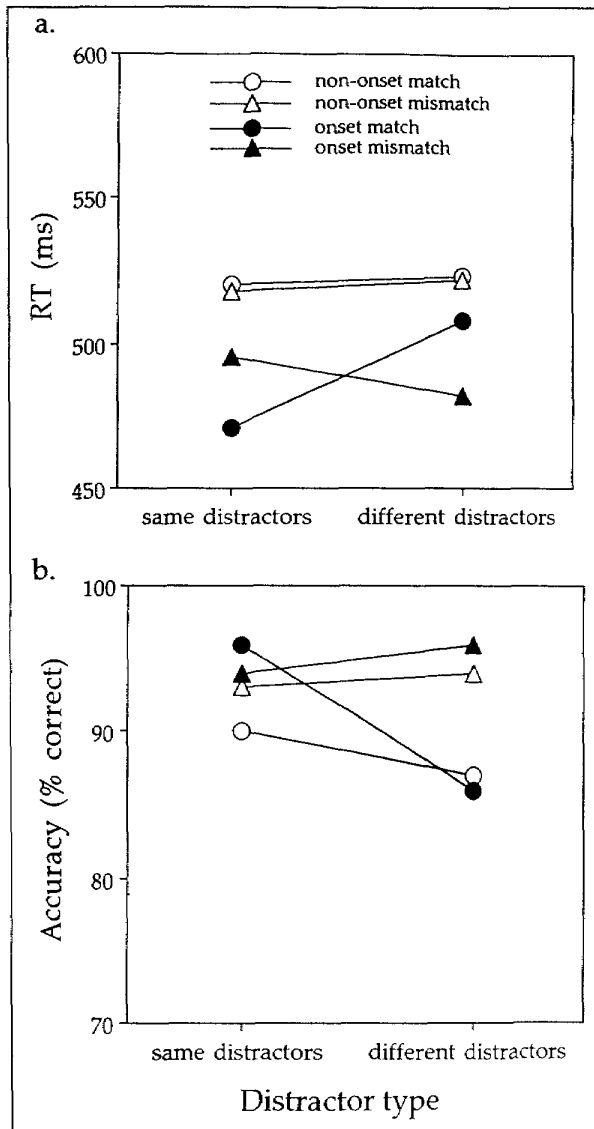 a.
600
non-onset match
non-onset mismatch
onset match
onset mismatch
550
RT (ms)
500
450
same distractors different distractors
b.
100
Accuracy (% correct)
90
80
70
same distractors different distractors
Distractor type